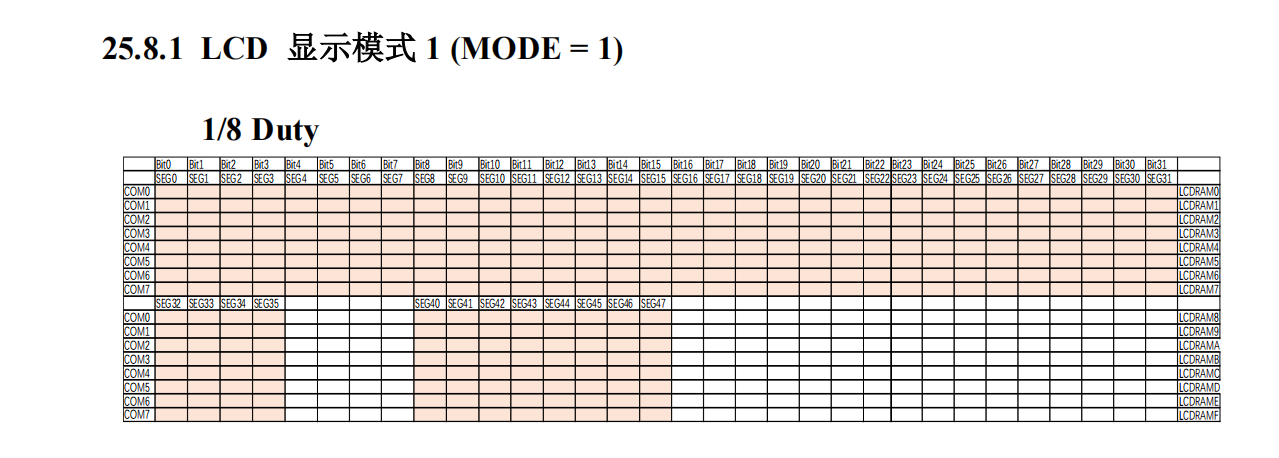 25.8.1 LCD 显示模式 1 (MODE = 1)
1/8 Duty
Bit0 Bit1 Bit2 Bit3 Bit4 Bit5 Bit6 Bit7 Bit8 Bit9 Bit10 Bit11 Bit12 Bit13 Bit14 Bit15 Bit16 Bit17 Bit18 Bit19 Bit20 Bit21 Bit22 Bit23 Bit24 Bit25 Bit26 Bit27 Bit28 Bit29 Bit30 Bit31
SEG0 SEG1 SEG2 SEG3 SEG4 SEG5 SEG6 SEG7 SEG8 SEG9 SEG10 SEG11 SEG12 SEG13 SEG14 SEG15 SEG16 SEG17 SEG18 SEG19 SEG20 SEG21 SEG22 SEG23 SEG24 SEG25 SEG26 SEG27 SEG28 SEG29 SEG30 SEG31
COM0 LCDRAM0
COM1 LCDRAM1
COM2 LCDRAM2
COM3 LCDRAM3
COM4 LCDRAM4
COM5 LCDRAM5
COM6 LCDRAM6
COM7 LCDRAM7
SEG32 SEG33 SEG34 SEG35 SEG40 SEG41 SEG42 SEG43 SEG44 SEG45 SEG46 SEG47
COM0 LCDRAM8
COM1 LCDRAM9
COM2 LCDRAMA
COM3 LCDRAMB
COM4 LCDRAMC
COM5 LCDRAMD
COM6 LCDRAME
COM7 LCDRAMF